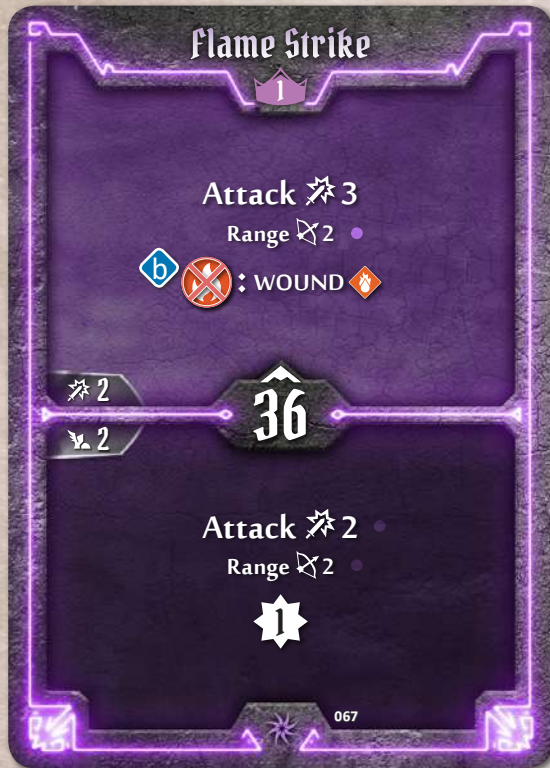 Flame Strike
1
Attack 3
Range 2
b : WOUND
2
36
2
Attack 2
Range 2
1
067